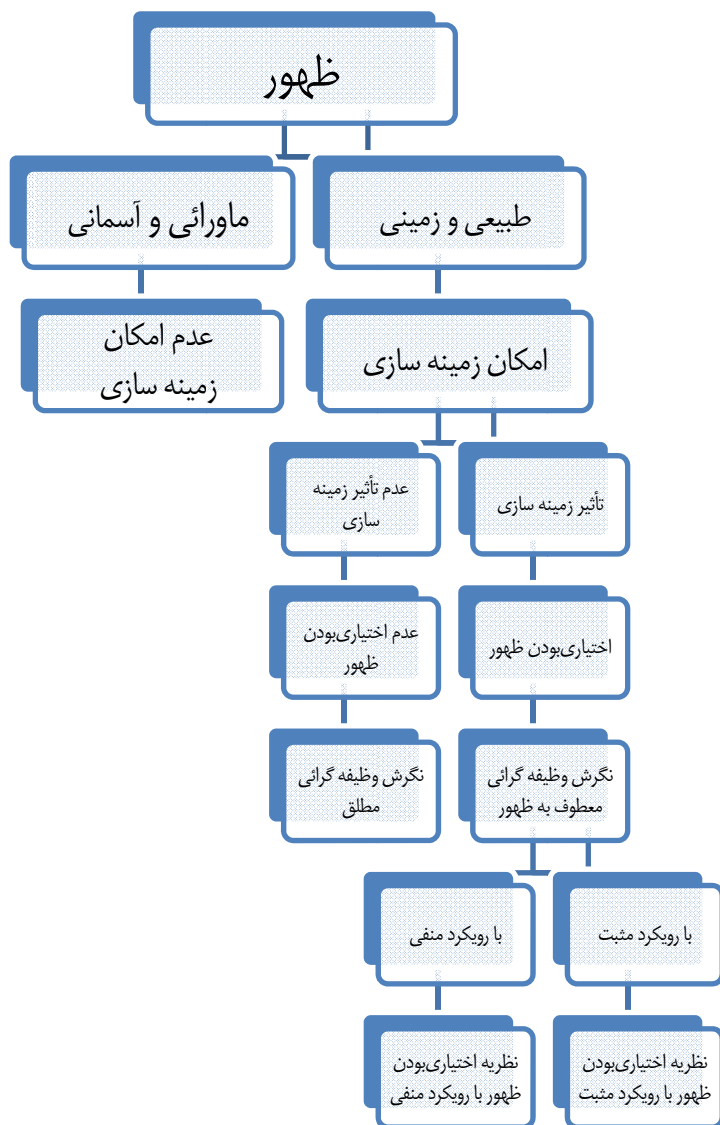 ظهور
طبیعی و زمینی
ماورائی و آسمانی
امکان زمینه سازی
عدم امکان
زمینه سازی
تأثیر زمینه سازی
عدم تأثیر زمینه
سازی
اختیاری‌بودن ظهور
عدم اختیاری‌بودن
ظهور
نگرش وظیفه گرائی
معطوف به ظهور
نگرش وظیفه گرائی
مطلق
با رویکرد مثبت
با رویکرد منفی
نظریه اختیاری‌بودن
ظهور با رویکرد مثبت
نظریه اختیاری‌بودن
ظهور با رویکرد منفی